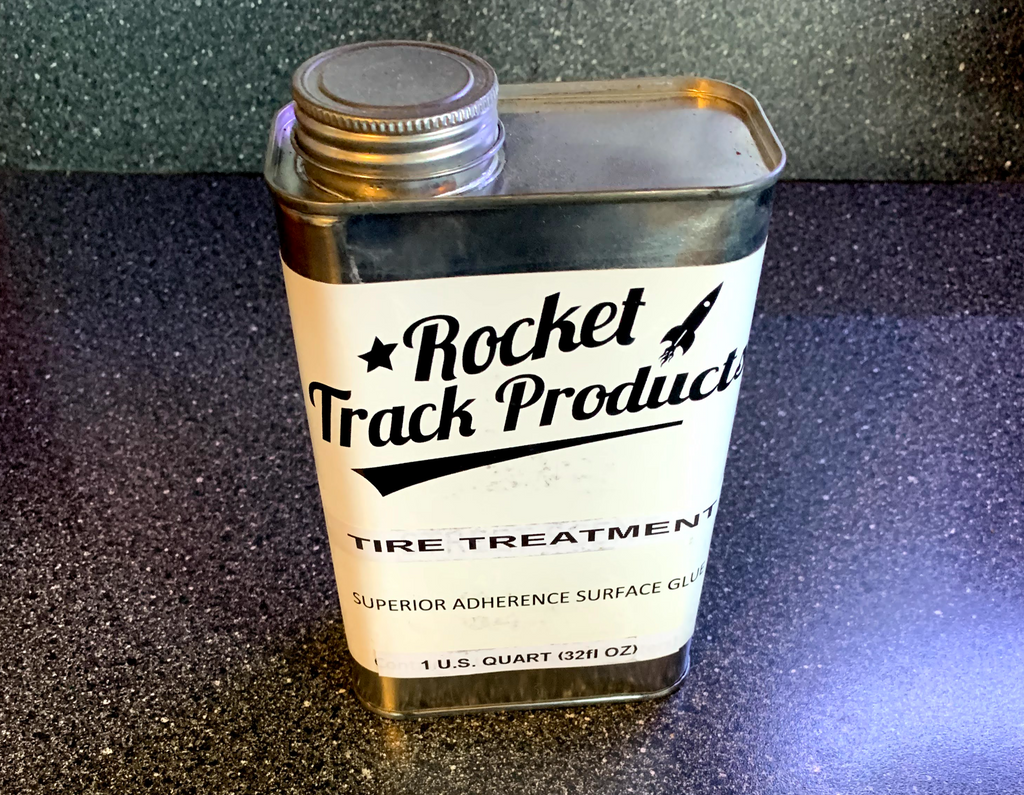 Rocket
Track Products
TIRE TREATMENT
SUPERIOR ADHERENCE SURFACE GLUE
1 U.S. QUART (32fl OZ)